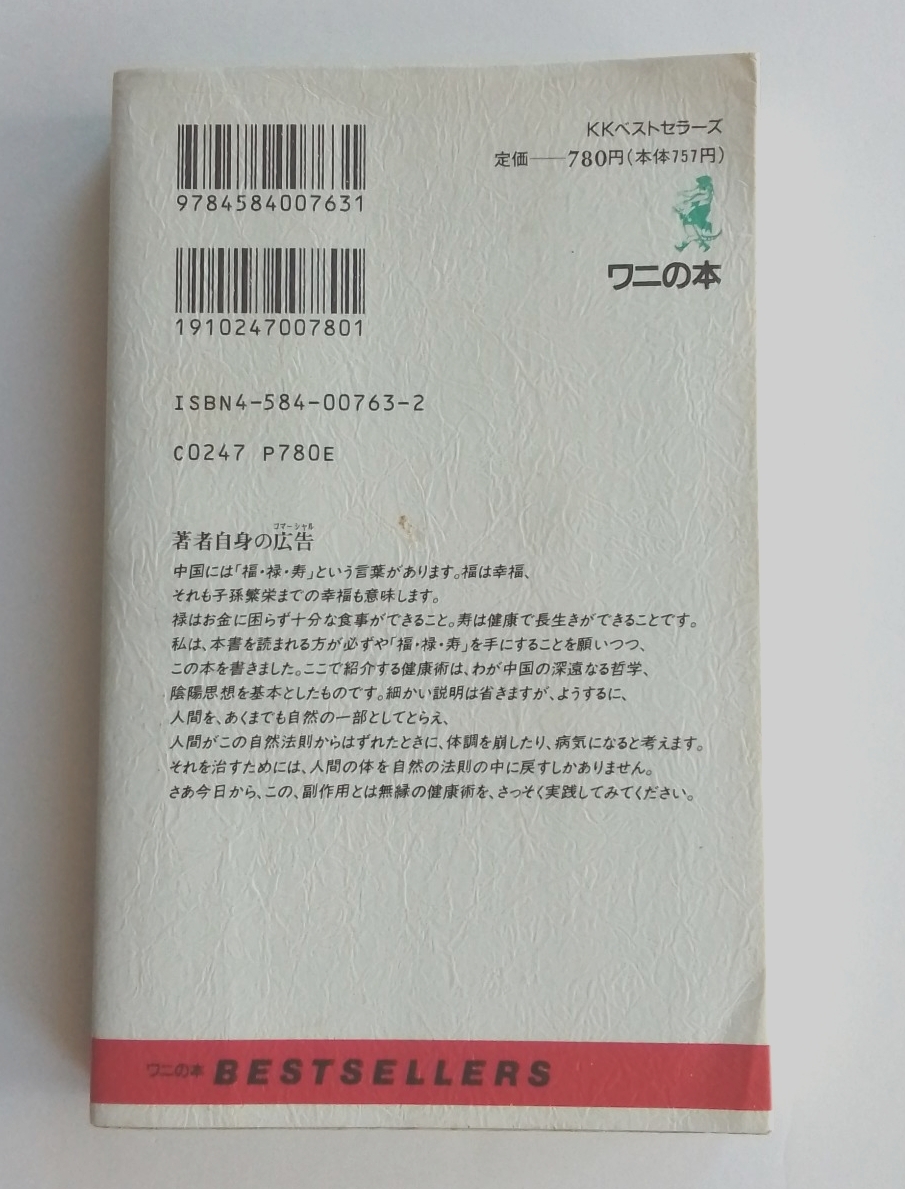 KKベストセラーズ
定価——780円(本体757円)
ワニの本
9784584007631
1910247007801
ISBN4-584-00763-2
C0247 P780E
コマーシャル
著者自身の広告
中国には「福・禄・寿」という言葉があります。福は幸福、
それも子孫繁栄までの幸福も意味します。
禄はお金に困らず十分な食事ができること。寿は健康で長生きができることです。
私は、本書を読まれる方が必ずや「福・禄・寿」を手にすることを願いつつ、
この本を書きました。ここで紹介する健康術は、わが中国の深遠なる哲学、
陰陽思想を基本としたものです。細かい説明は省きますが、ようするに、
人間を、あくまでも自然の一部としてとらえ、
人間がこの自然法則からはずれたときに、体調を崩したり、病気になると考えます。
それを治すためには、人間の体を自然の法則の中に戻すしかありません。
さあ今日から、この、副作用とは無縁の健康術を、さっそく実践してみてください。
ワニの本 BESTSELLERS